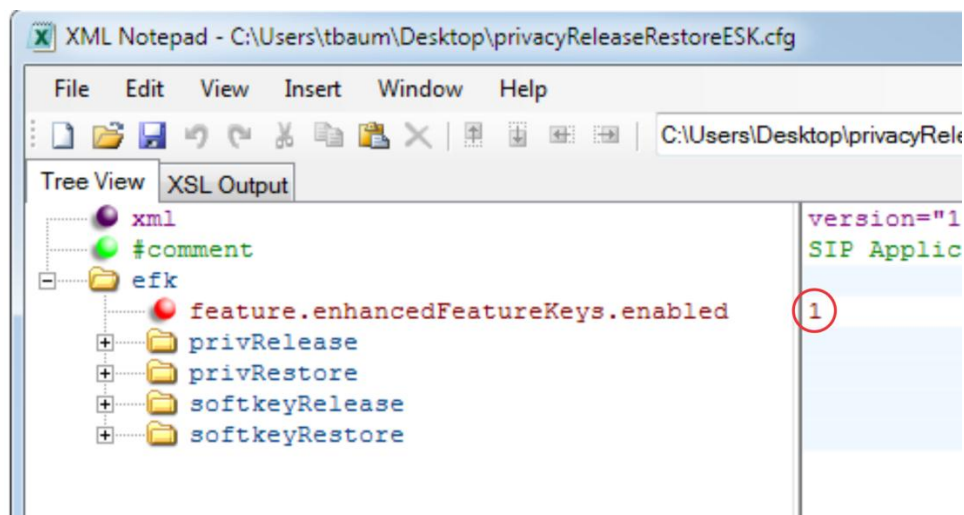 XML Notepad - C:\Users\tbaum\Desktop\privacyReleaseRestoreESK.cfg
File Edit View Insert Window Help
C:\Users\Desktop\privacyRele
Tree View XSL Output
xml version="1
#comment SIP Applic
efk
feature.enhancedFeatureKeys.enabled 1
privRelease
privRestore
softkeyRelease
softkeyRestore